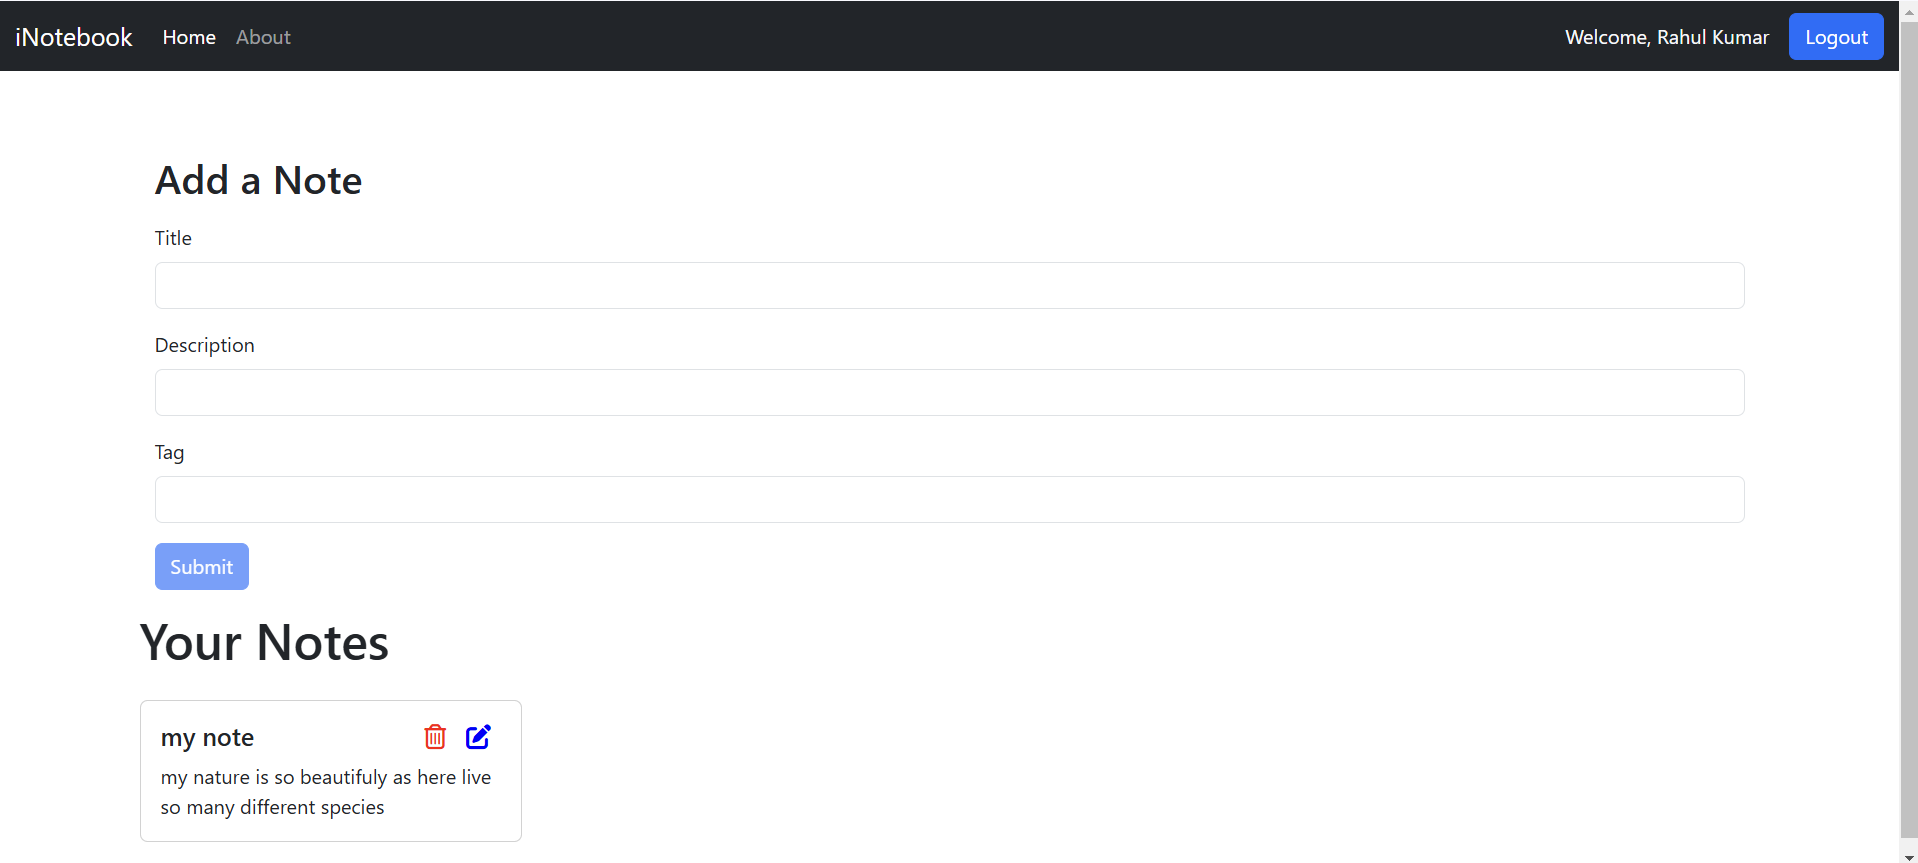 iNotebook Home About Welcome, Rahul Kumar Logout
Add a Note
Title
Description
Tag
Submit
Your Notes
my note
my nature is so beautifuly as here live
so many different species